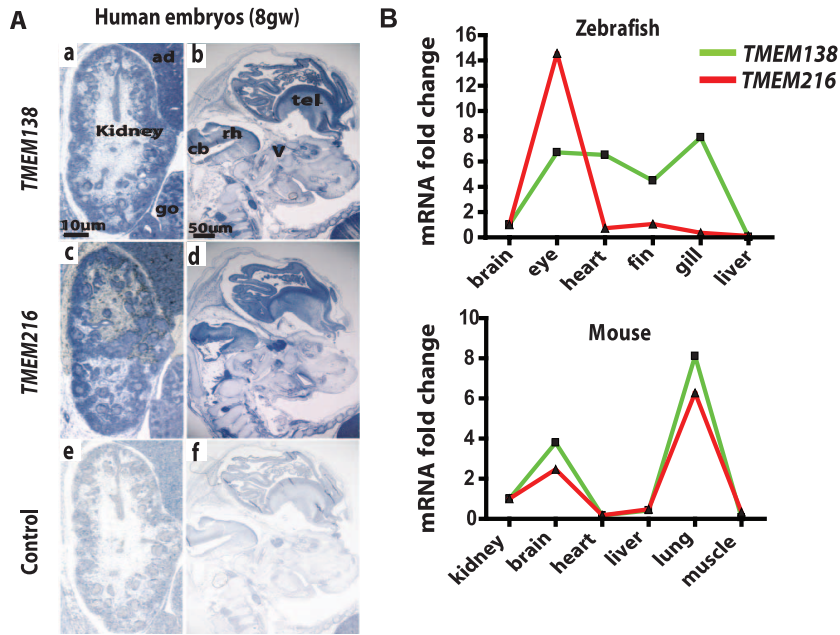 A
Human embryos (8gw)
a
ad
Kidney
go
10um
b
tel
rh
cb
V
50um
TMEM138
c
d
TMEM216
e
f
Control
B
Zebrafish
TMEM138
TMEM216
mRNA fold change
16
14
12
10
8
6
4
2
0
brain
eye
heart
fin
gill
liver
Mouse
mRNA fold change
10
8
6
4
2
0
kidney
brain
heart
liver
lung
muscle